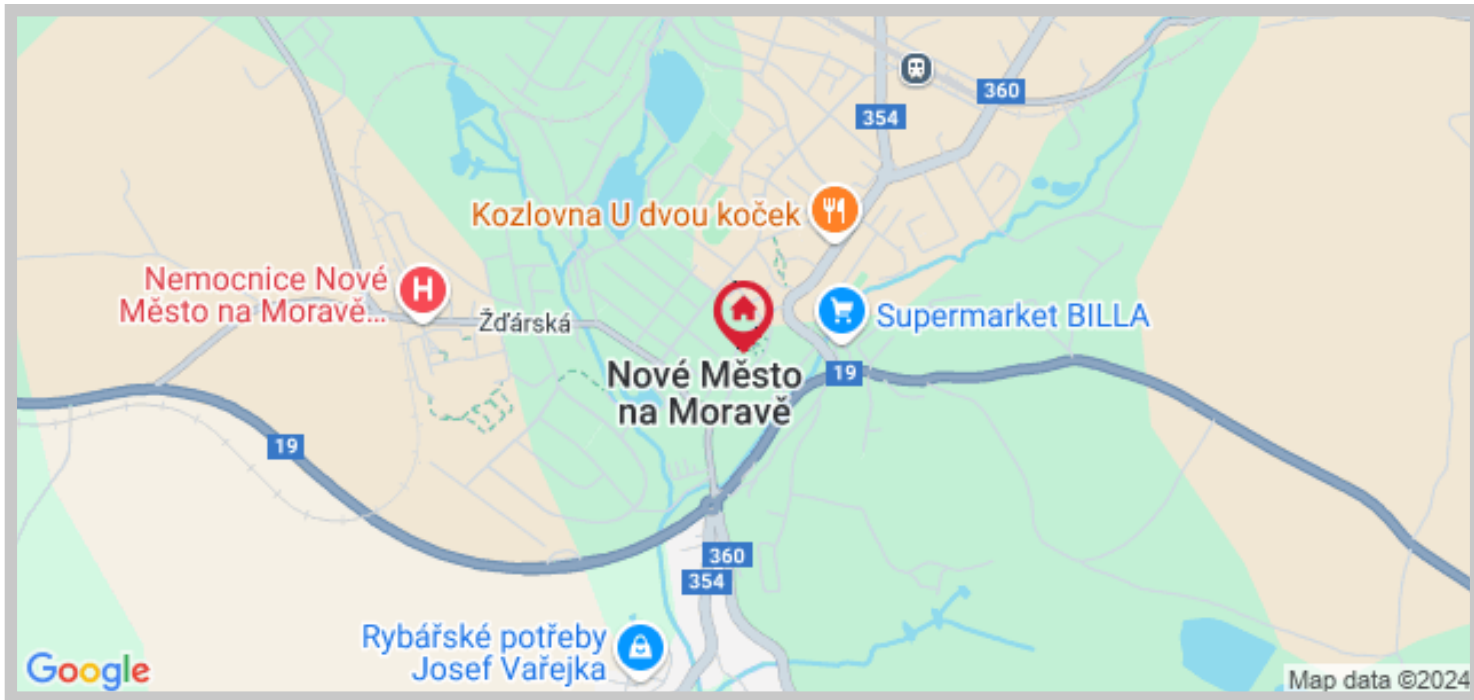 360
354
Kozlovna U dvou koček
Nemocnice Nové
Město na Moravě...
H
Žďárská
Supermarket BILLA
Nové Město
na Moravě
19
19
360
354
Rybářské potřeby
Josef Vařejka
Google
Map data ©2024